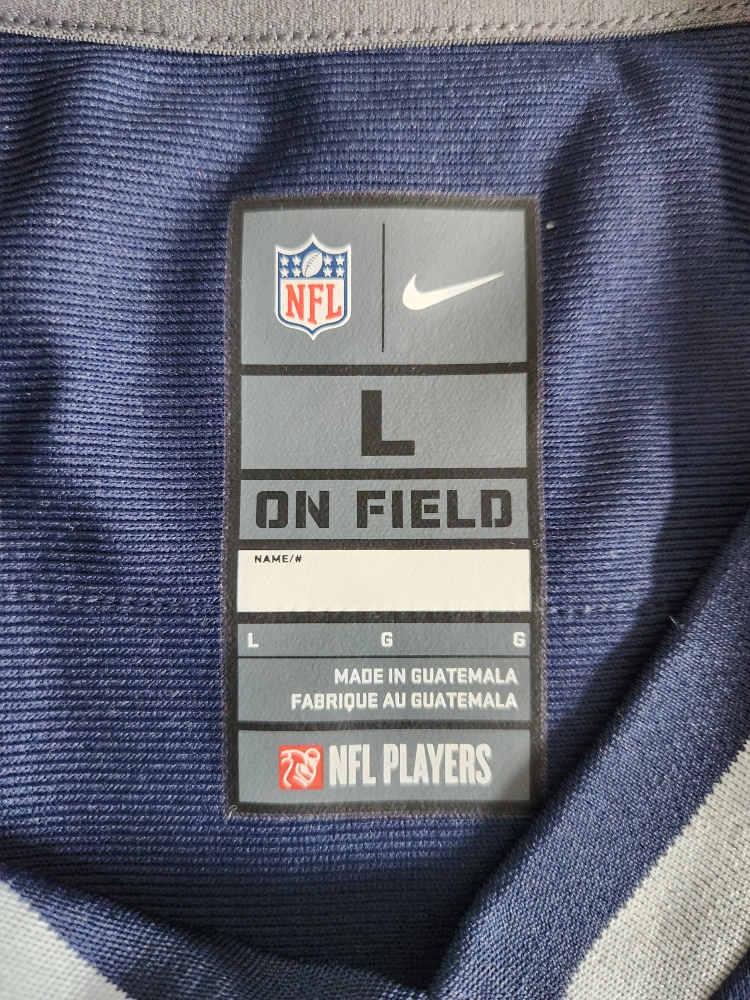 NFL
L
ON FIELD
NAME/#
L G G
MADE IN GUATEMALA
FABRIQUE AU GUATEMALA
NFL PLAYERS